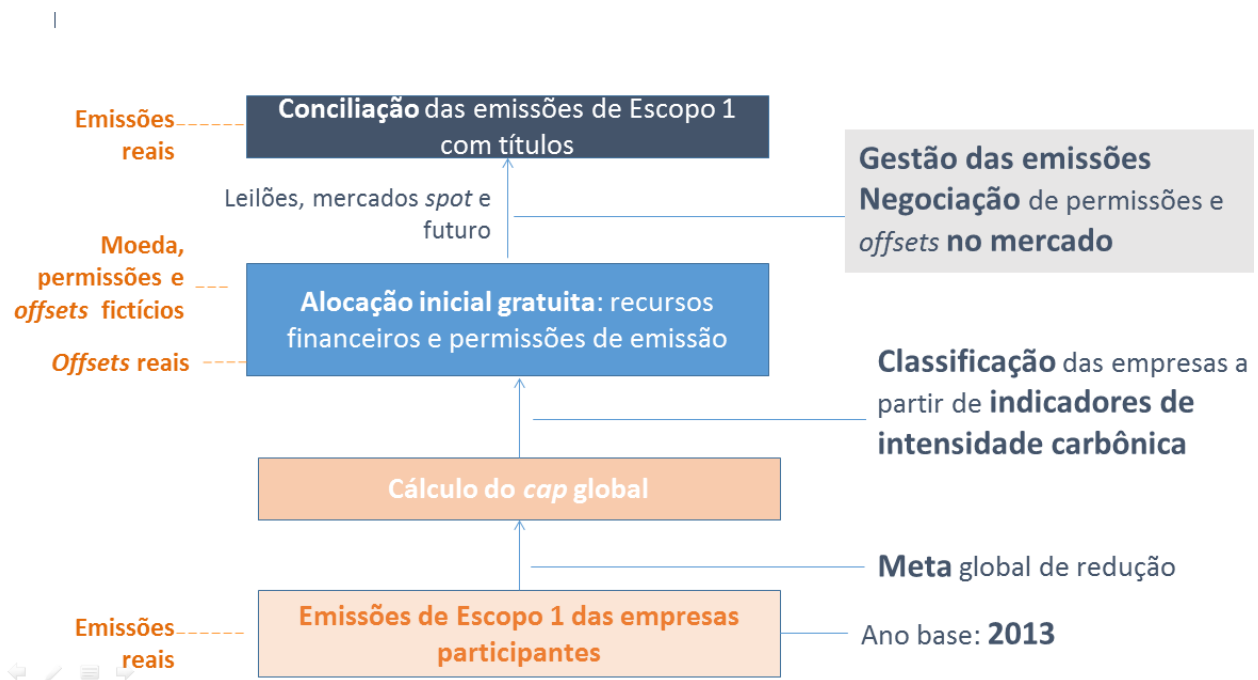 Emissões
reais
Conciliação das emissões de Escopo 1
com títulos
Leilões, mercados spot e
futuro
Gestão das emissões
Negociação de permissões e
offsets no mercado
Moeda,
permissões e
offsets fictícios
Offsets reais
Alocação inicial gratuita: recursos
financeiros e permissões de emissão
Classificação das empresas a
partir de indicadores de
intensidade carbônica
Cálculo do cap global
Meta global de redução
Emissões
reais
Emissões de Escopo 1 das empresas
participantes
Ano base: 2013